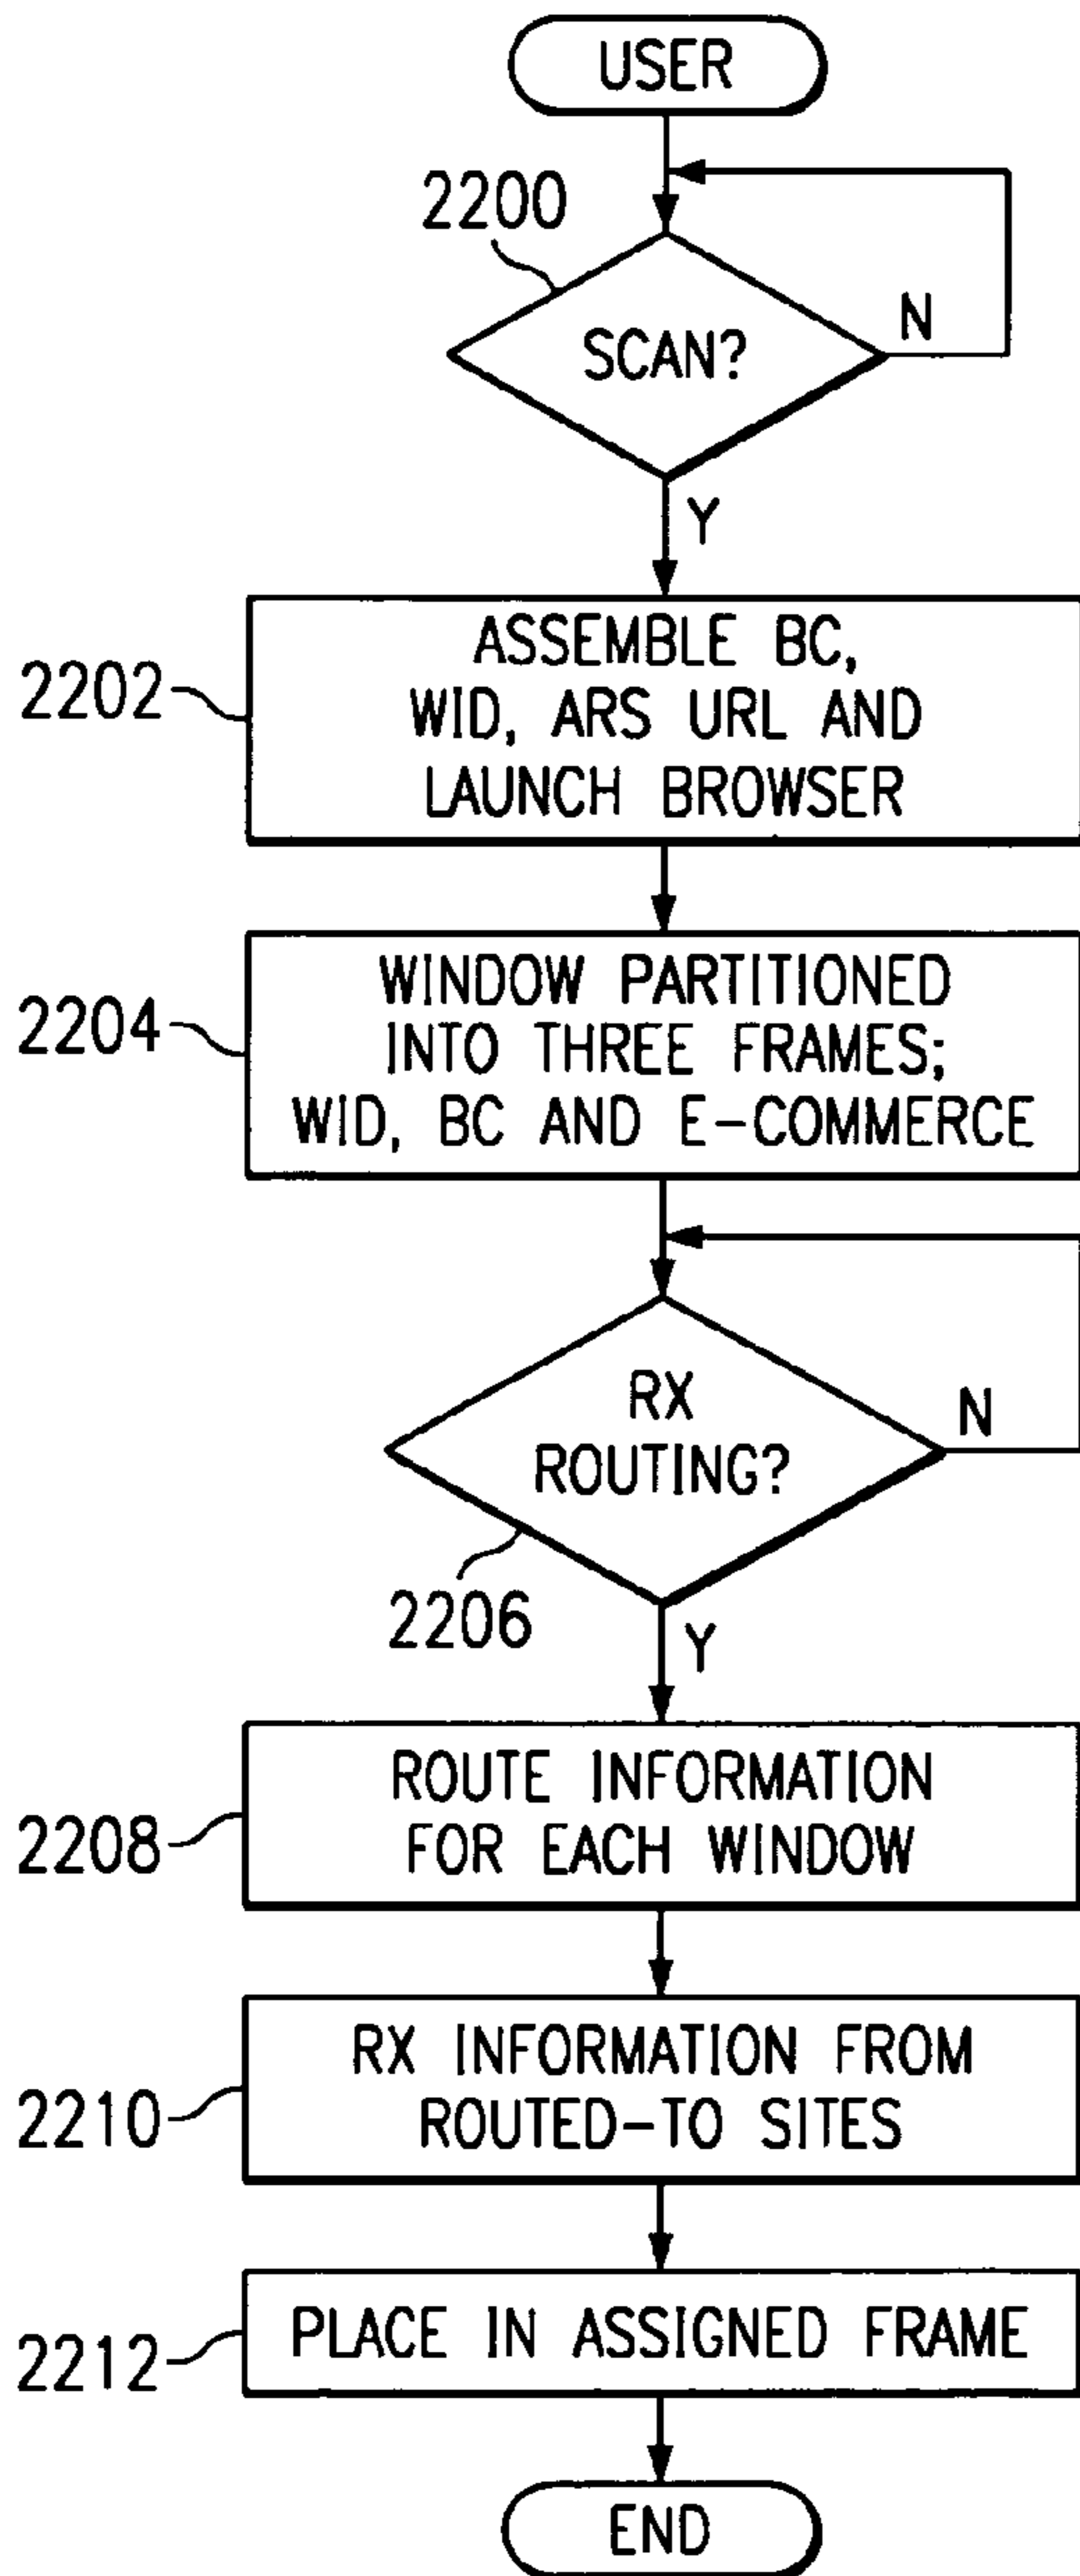 USER
2200
SCAN?
N
Y
2202
ASSEMBLE BC,
WID, ARS URL AND
LAUNCH BROWSER
2204
WINDOW PARTITIONED
INTO THREE FRAMES;
WID, BC AND E-COMMERCE
RX
ROUTING?
N
2206
Y
2208
ROUTE INFORMATION
FOR EACH WINDOW
2210
RX INFORMATION FROM
ROUTED-TO SITES
2212
PLACE IN ASSIGNED FRAME
END